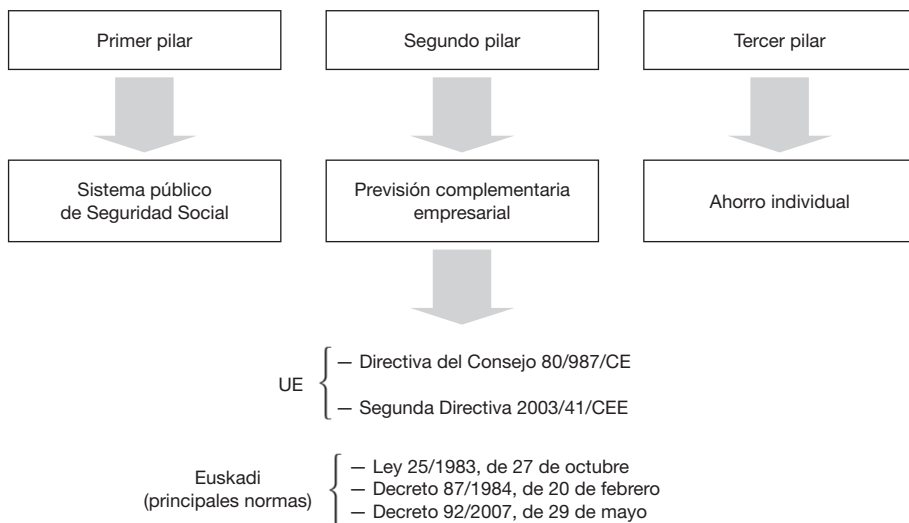 Primer pilar
Segundo pilar
Tercer pilar
Sistema público
de Seguridad Social
Previsión complementaria
empresarial
Ahorro individual
UE
— Directiva del Consejo 80/987/CE
— Segunda Directiva 2003/41/CEE
Euskadi
(principales normas)
— Ley 25/1983, de 27 de octubre
— Decreto 87/1984, de 20 de febrero
— Decreto 92/2007, de 29 de mayo